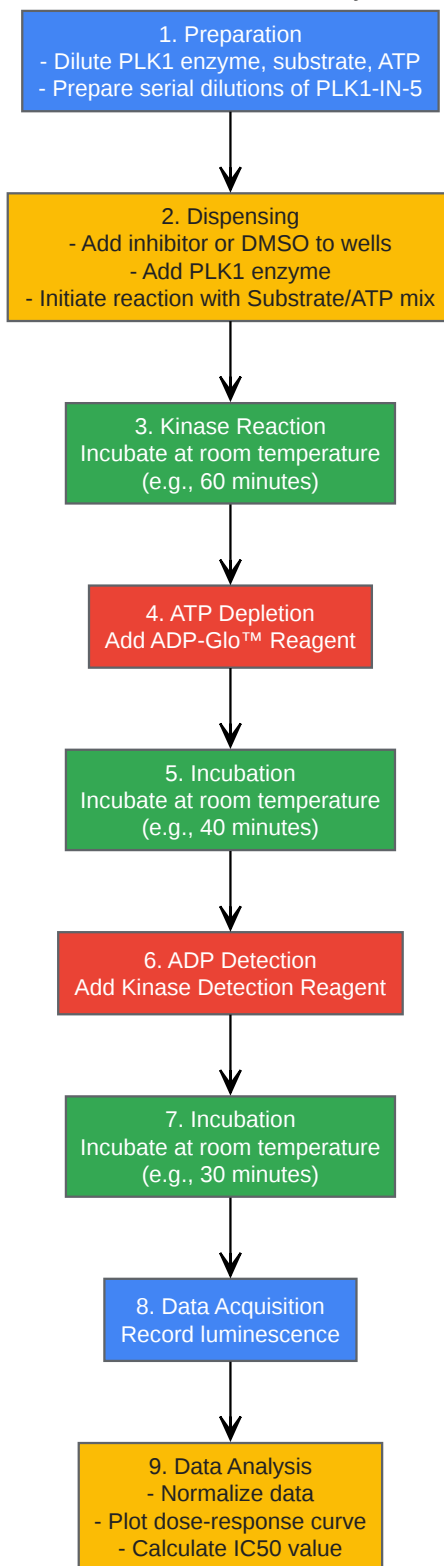 1. Preparation
- Dilute PLK1 enzyme, substrate, ATP
- Prepare serial dilutions of PLK1-IN-5
2. Dispensing
- Add inhibitor or DMSO to wells
- Add PLK1 enzyme
- Initiate reaction with Substrate/ATP mix
3. Kinase Reaction
Incubate at room temperature
(e.g., 60 minutes)
4. ATP Depletion
Add ADP-Glo™ Reagent
5. Incubation
Incubate at room temperature
(e.g., 40 minutes)
6. ADP Detection
Add Kinase Detection Reagent
7. Incubation
Incubate at room temperature
(e.g., 30 minutes)
8. Data Acquisition
Record luminescence
9. Data Analysis
- Normalize data
- Plot dose-response curve
- Calculate IC50 value